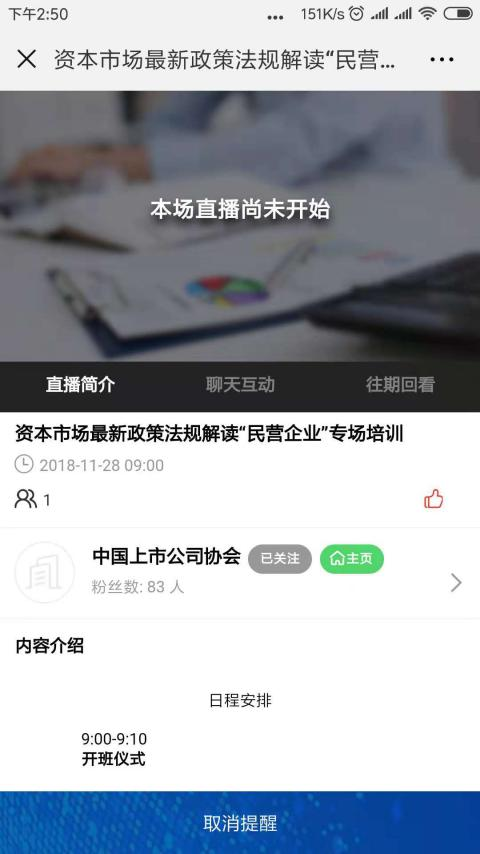 下午2:50
... 151K/s
资本市场最新政策法规解读“民营...
本场直播尚未开始
直播简介 聊天互动 往期回看
资本市场最新政策法规解读“民营企业”专场培训
2018-11-28 09:00
1
中国上市公司协会 已关注 主页
粉丝数: 83 人
内容介绍
日程安排
9:00-9:10
开班仪式
取消提醒